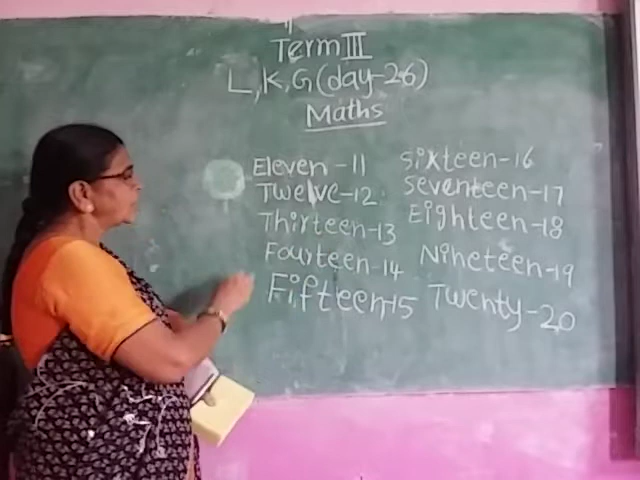 Term III
L,K,G(day-26)
Maths
Eleven-11
Twelve-12
Thirteen-13
Fourteen-14
Fifteen-15
sixteen-16
seventeen-17
Eighteen-18
Nineteen-19
Twenty-20